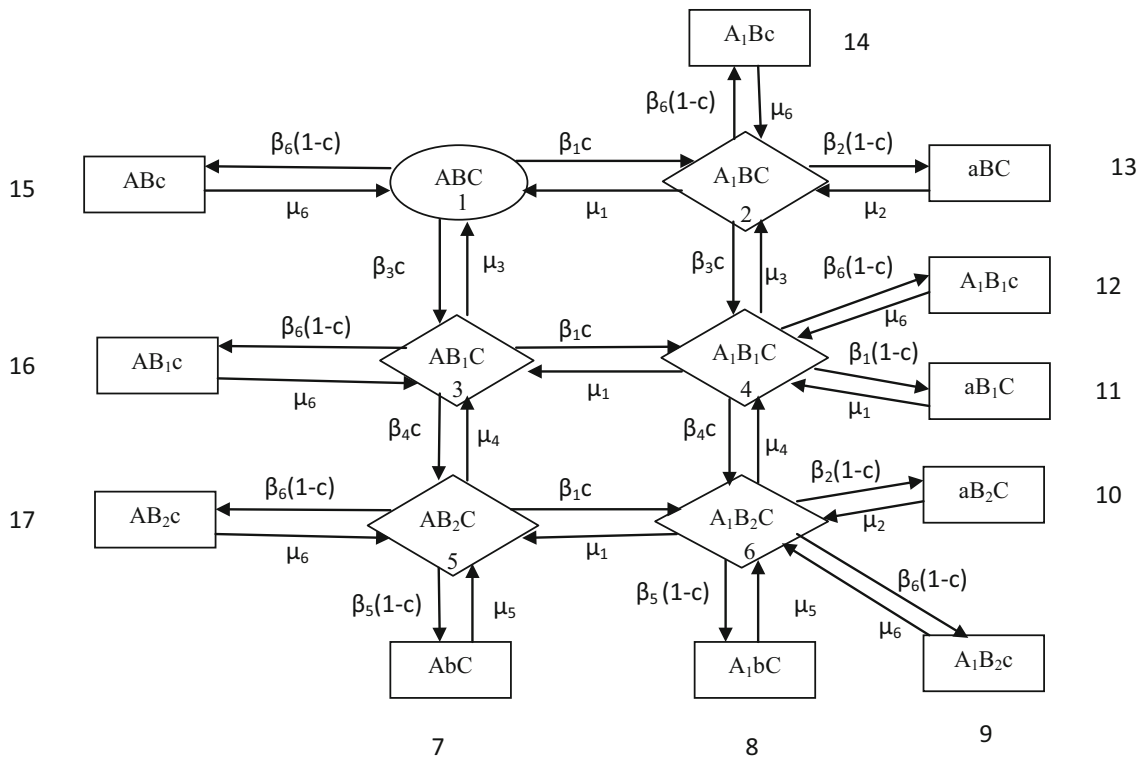 A₁Bc
14
β₆(1-c)
μ₆
β₆(1-c)
β₁c
β₂(1-c)
15
ABc
ABC
1
A₁BC
2
aBC
13
μ₆
μ₁
μ₂
β₃c
μ₃
β₃c
μ₃
β₆(1-c)
A₁B₁c
12
μ₆
β₆(1-c)
β₁c
β₁(1-c)
16
AB₁c
AB₁C
3
A₁B₁C
4
aB₁C
11
μ₆
μ₁
μ₁
β₄c
μ₄
β₄c
μ₄
β₆(1-c)
β₁c
β₂(1-c)
aB₂C
10
17
AB₂c
AB₂C
5
A₁B₂C
6
μ₂
μ₆
μ₁
β₅(1-c)
μ₅
β₅(1-c)
μ₅
β₆(1-c)
μ₆
AbC
A₁bC
A₁B₂c
7
8
9